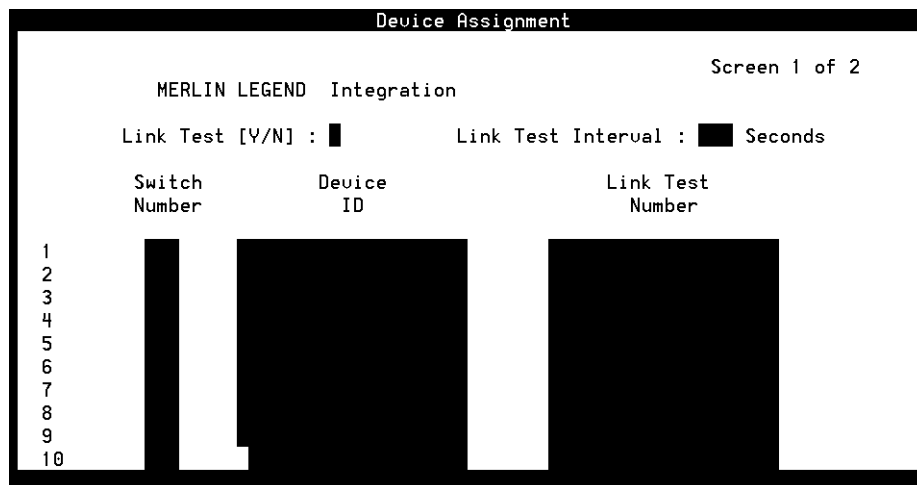 Device Assignment
Screen 1 of 2
MERLIN LEGEND Integration
Link Test [Y/N] : Link Test Interval : Seconds
Switch Device Link Test
Number ID Number
1
2
3
4
5
6
7
8
9
10